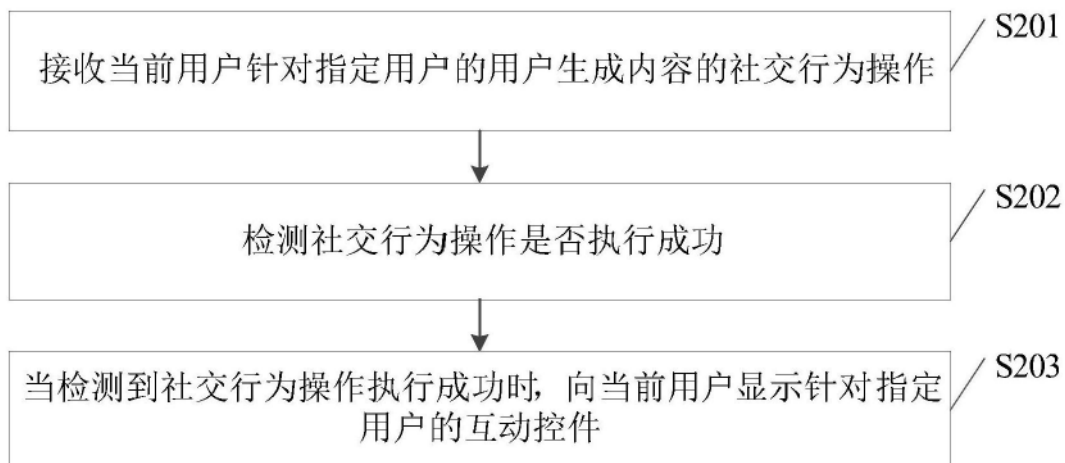 接收当前用户针对指定用户的用户生成内容的社交行为操作
S201
检测社交行为操作是否执行成功
S202
当检测到社交行为操作执行成功时，向当前用户显示针对指定
用户的互动控件
S203